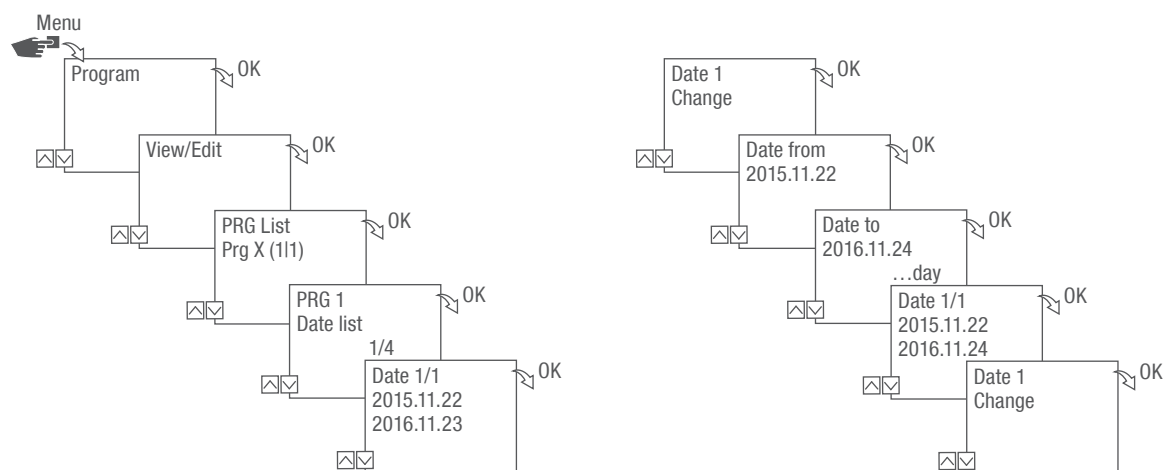 Menu
Program
OK
View/Edit
OK
PRG List
Prg X (1|1)
OK
PRG 1
Date list
OK
1/4
Date 1/1
2015.11.22
2016.11.23
OK
Date 1
Change
OK
Date from
2015.11.22
OK
Date to
2016.11.24
OK
...day
Date 1/1
2015.11.22
2016.11.24
OK
Date 1
Change
OK